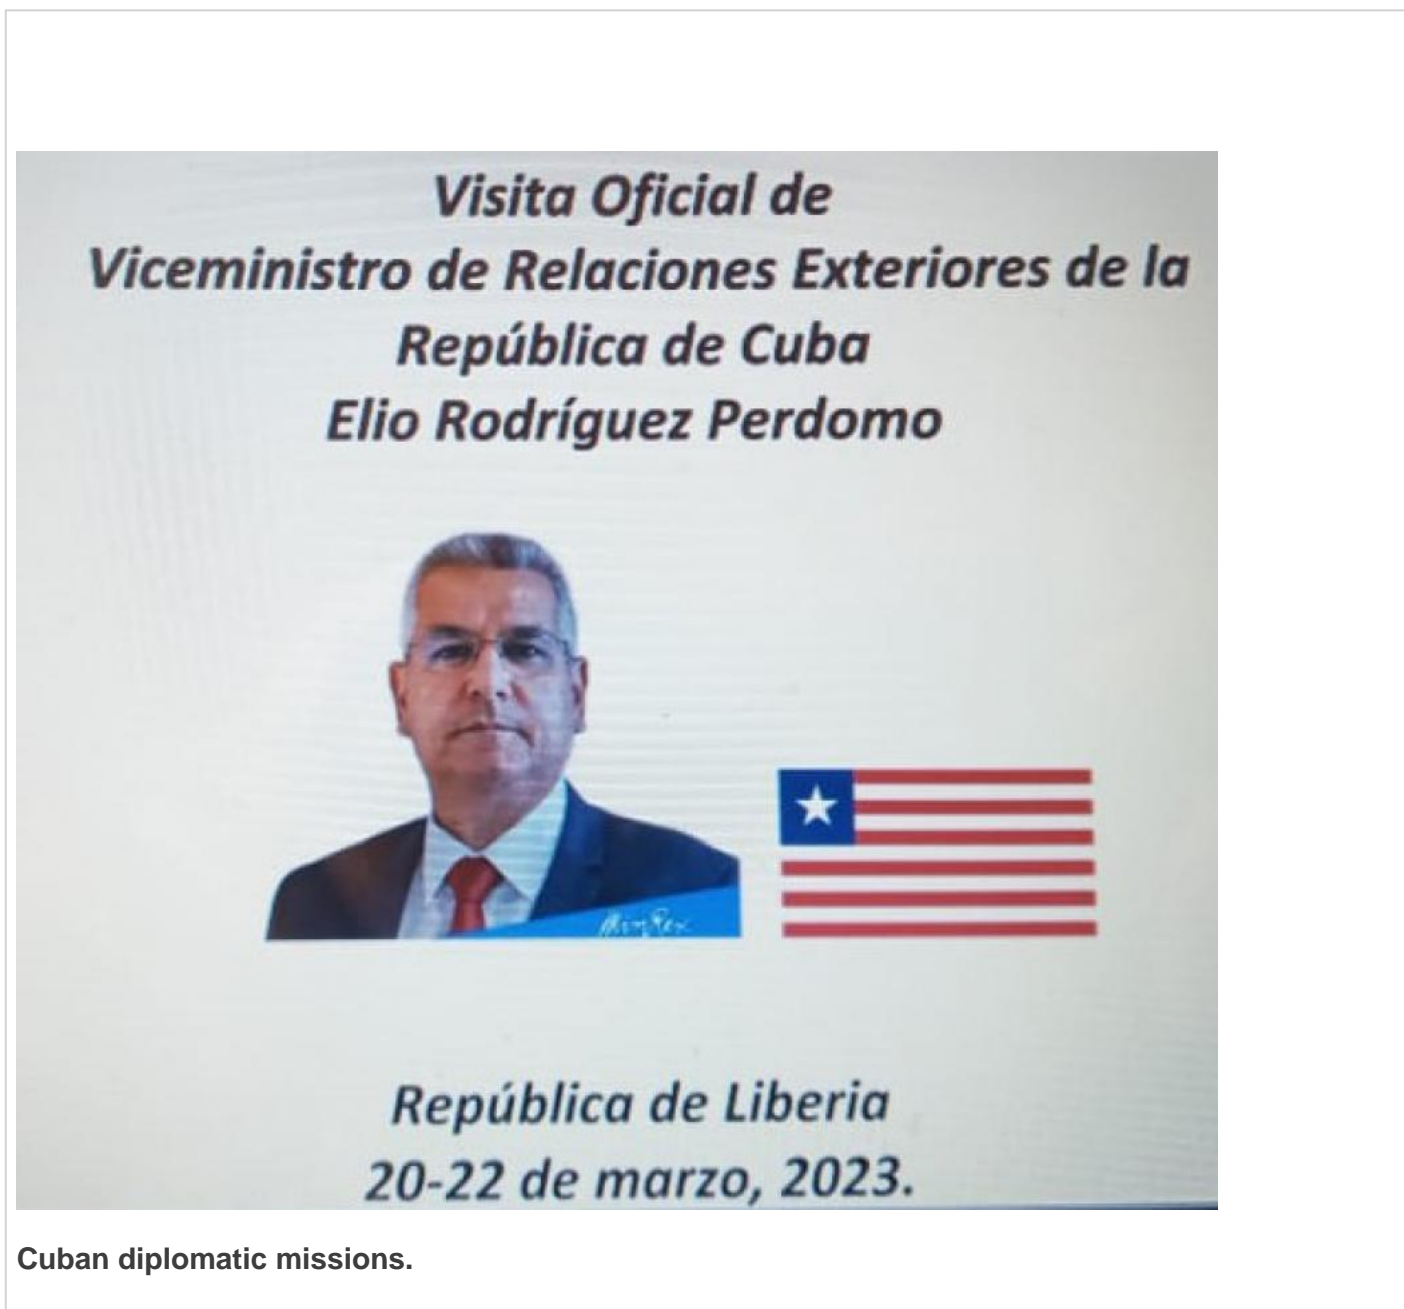 Visita Oficial de
Viceministro de Relaciones Exteriores de la
República de Cuba
Elio Rodríguez Perdomo
MinRex
República de Liberia
20-22 de marzo, 2023.
Cuban diplomatic missions.